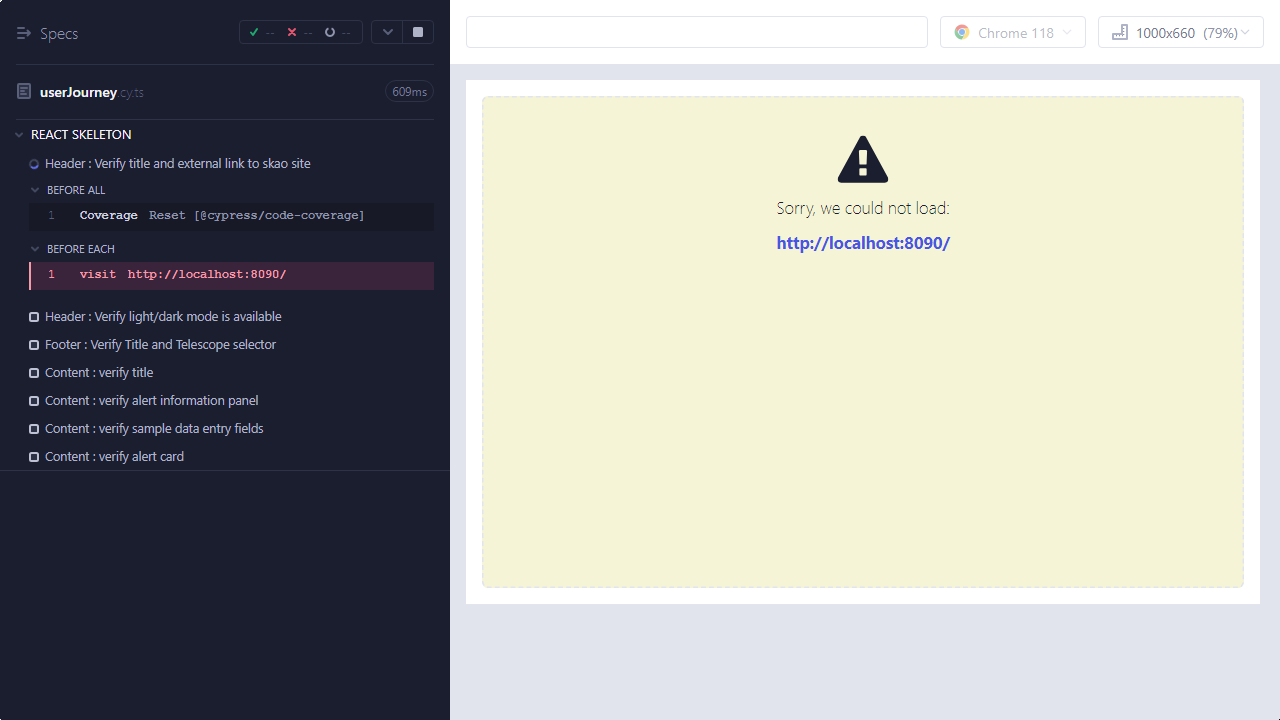 Specs
-- -- --
userJourney.cy.ts 609ms
REACT SKELETON
Header : Verify title and external link to skao site
BEFORE ALL
1 Coverage Reset [@cypress/code-coverage]
BEFORE EACH
1 visit http://localhost:8090/
Header : Verify light/dark mode is available
Footer : Verify Title and Telescope selector
Content : verify title
Content : verify alert information panel
Content : verify sample data entry fields
Content : verify alert card
Chrome 118
1000x660 (79%)
Sorry, we could not load:
http://localhost:8090/